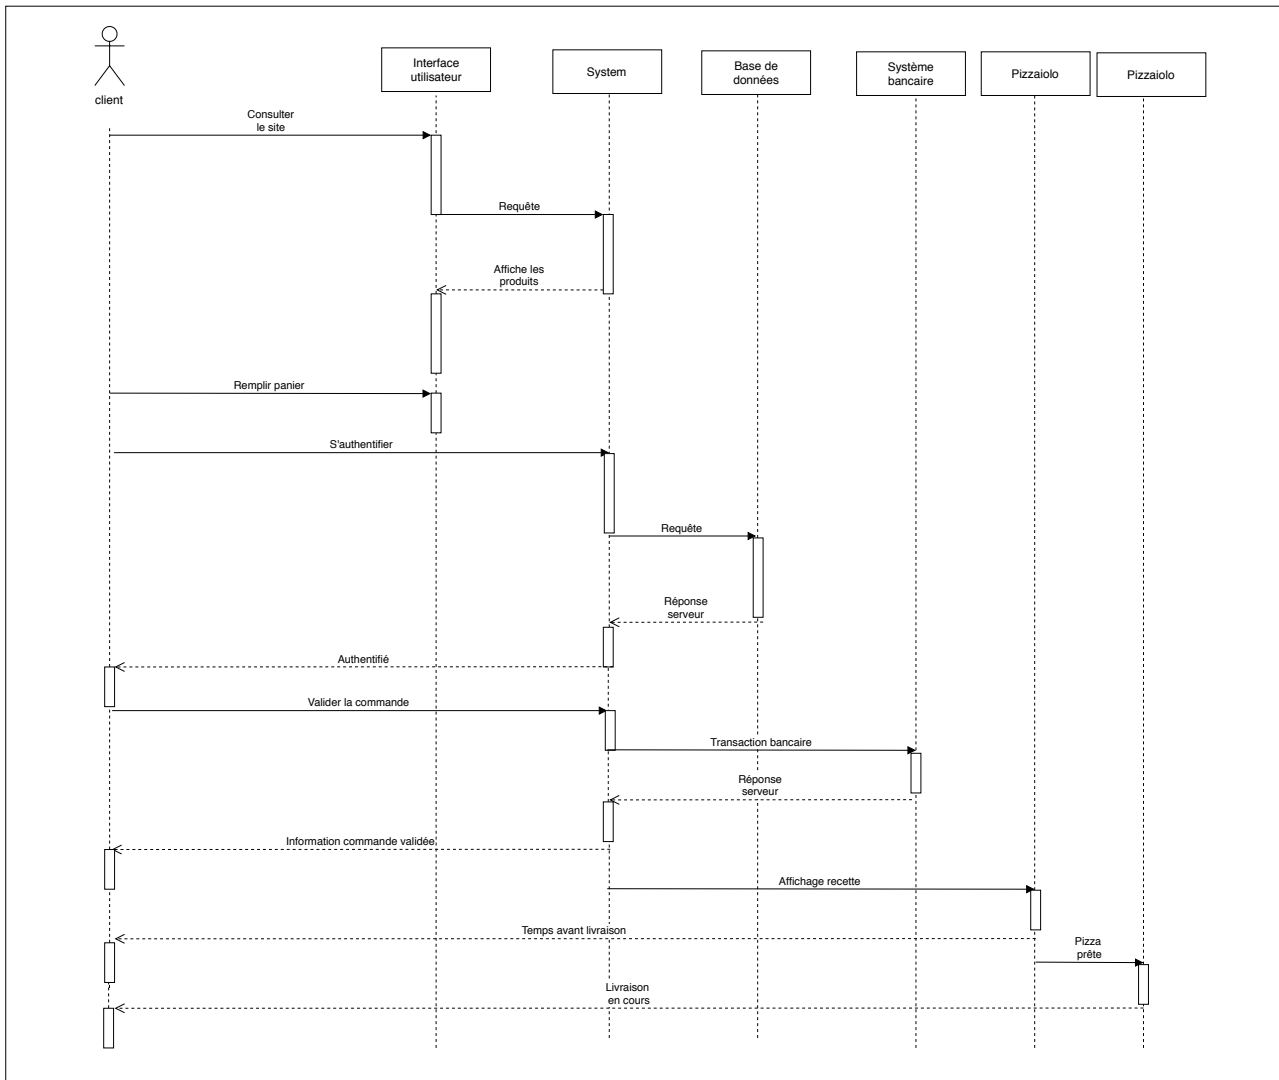 client
Interface
utilisateur
System
Base de
données
Système
bancaire
Pizzaiolo
Pizzaiolo
Consulter
le site
Requête
Affiche les
produits
Remplir panier
S'authentifier
Requête
Réponse
serveur
Authentifié
Valider la commande
Transaction bancaire
Réponse
serveur
Information commande validée
Affichage recette
Temps avant livraison
Pizza
prête
Livraison
en cours